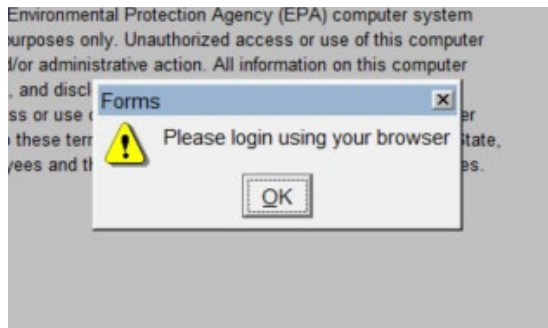 Environmental Protection Agency (EPA) computer system
purposes only. Unauthorized access or use of this computer
d/or administrative action. All information on this computer
, and discl
Forms
ss or use
Please login using your browser
these terr
State,
yees and th
es.
OK